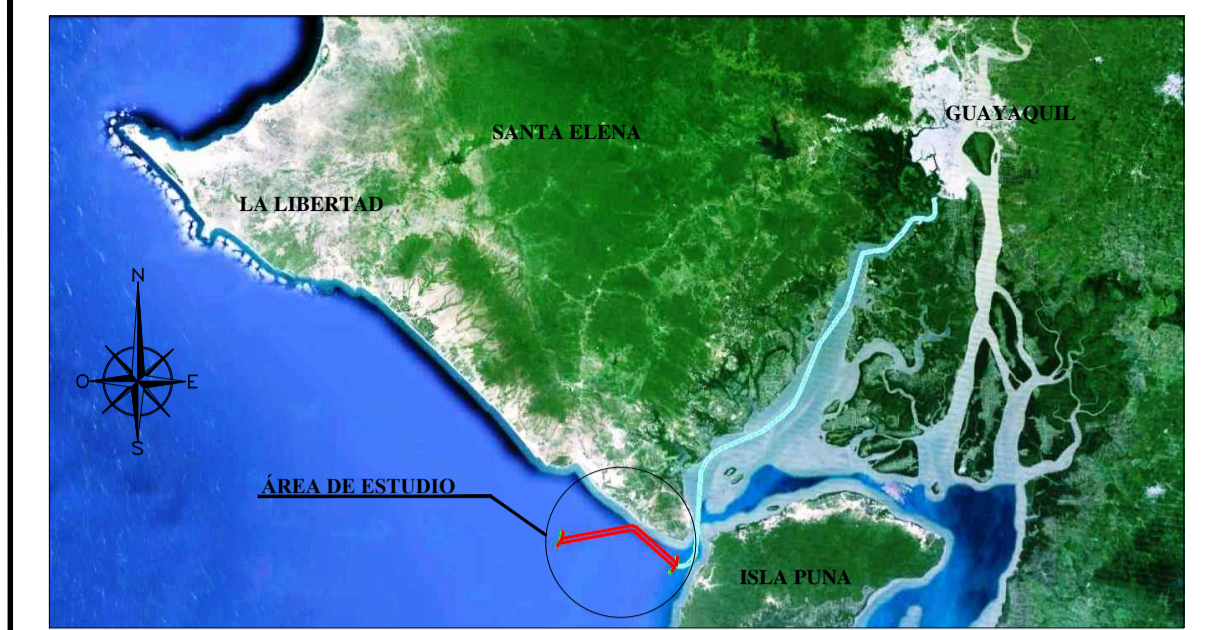 GUAYAQUIL
SANTA ELENA
LA LIBERTAD
N
O E
S
ÁREA DE ESTUDIO
ISLA PUNA